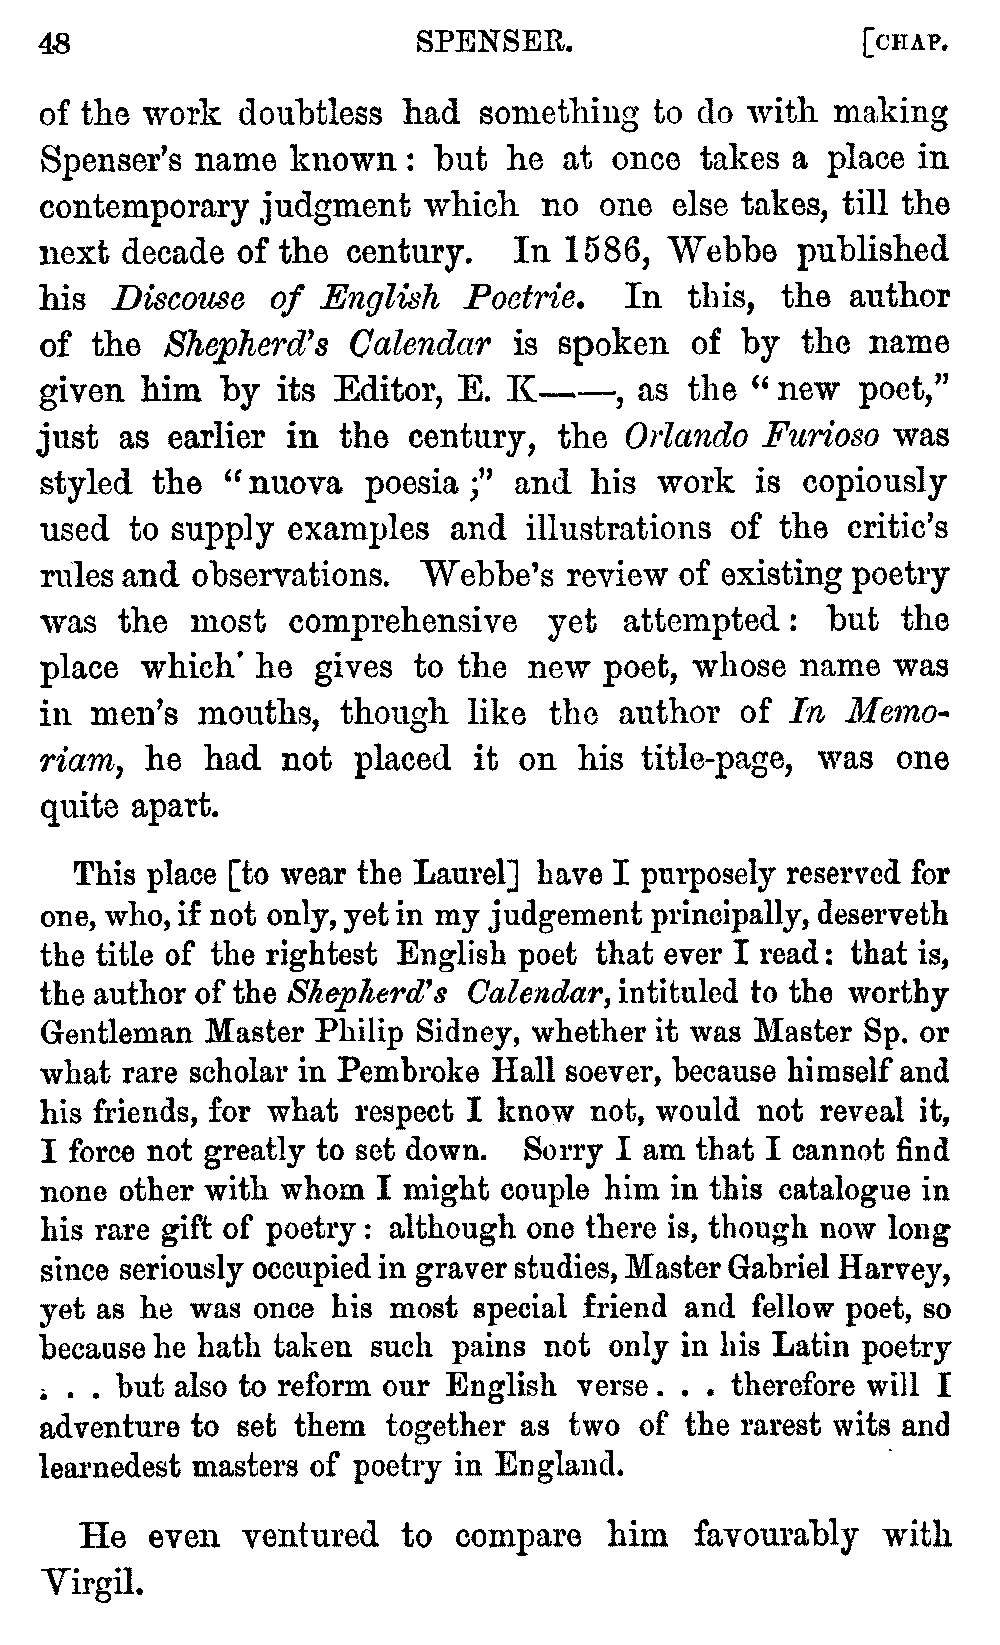 48 SPENSER. [CHAP.
of the work doubtless had something to do with making
Spenser's name known: but he at once takes a place in
contemporary judgment which no one else takes, till the
next decade of the century. In 1586, Webbe published
his Discouse of English Poetrie. In this, the author
of the Shepherd's Calendar is spoken of by the name
given him by its Editor, E. K——, as the "new poet,"
just as earlier in the century, the Orlando Furioso was
styled the "nuova poesia;" and his work is copiously
used to supply examples and illustrations of the critic's
rules and observations. Webbe's review of existing poetry
was the most comprehensive yet attempted: but the
place which he gives to the new poet, whose name was
in men's mouths, though like the author of In Memo-
riam, he had not placed it on his title-page, was one
quite apart.
This place [to wear the Laurel] have I purposely reserved for
one, who, if not only, yet in my judgement principally, deserveth
the title of the rightest English poet that ever I read: that is,
the author of the Shepherd's Calendar, intituled to the worthy
Gentleman Master Philip Sidney, whether it was Master Sp. or
what rare scholar in Pembroke Hall soever, because himself and
his friends, for what respect I know not, would not reveal it,
I force not greatly to set down. Sorry I am that I cannot find
none other with whom I might couple him in this catalogue in
his rare gift of poetry: although one there is, though now long
since seriously occupied in graver studies, Master Gabriel Harvey,
yet as he was once his most special friend and fellow poet, so
because he hath taken such pains not only in his Latin poetry
. . . but also to reform our English verse. . . . therefore will I
adventure to set them together as two of the rarest wits and
learnedest masters of poetry in England.
He even ventured to compare him favourably with
Virgil.